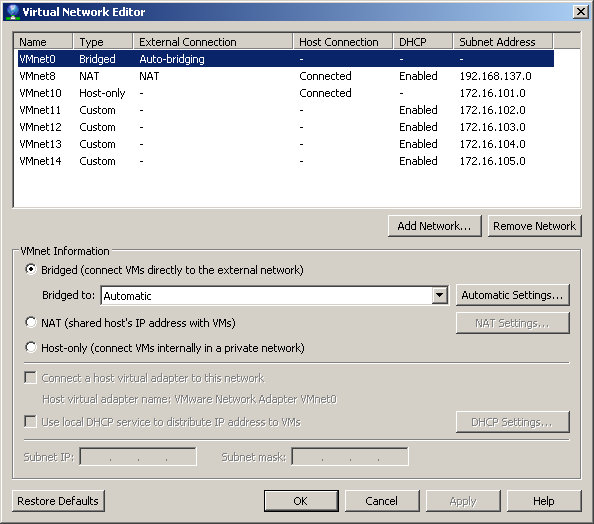 Virtual Network Editor
Name Type External Connection Host Connection DHCP Subnet Address
VMnet0 Bridged Auto-bridging - - -
VMnet8 NAT NAT Connected Enabled 192.168.137.0
VMnet10 Host-only - Connected - 172.16.101.0
VMnet11 Custom - - Enabled 172.16.102.0
VMnet12 Custom - - Enabled 172.16.103.0
VMnet13 Custom - - Enabled 172.16.104.0
VMnet14 Custom - - Enabled 172.16.105.0
Add Network... Remove Network
VMnet Information
Bridged (connect VMs directly to the external network)
Bridged to: Automatic Automatic Settings...
NAT (shared host's IP address with VMs) NAT Settings...
Host-only (connect VMs internally in a private network)
Connect a host virtual adapter to this network
Host virtual adapter name: VMware Network Adapter VMnet0
Use local DHCP service to distribute IP address to VMs DHCP Settings...
Subnet IP: . . . Subnet mask: . . .
Restore Defaults OK Cancel Apply Help